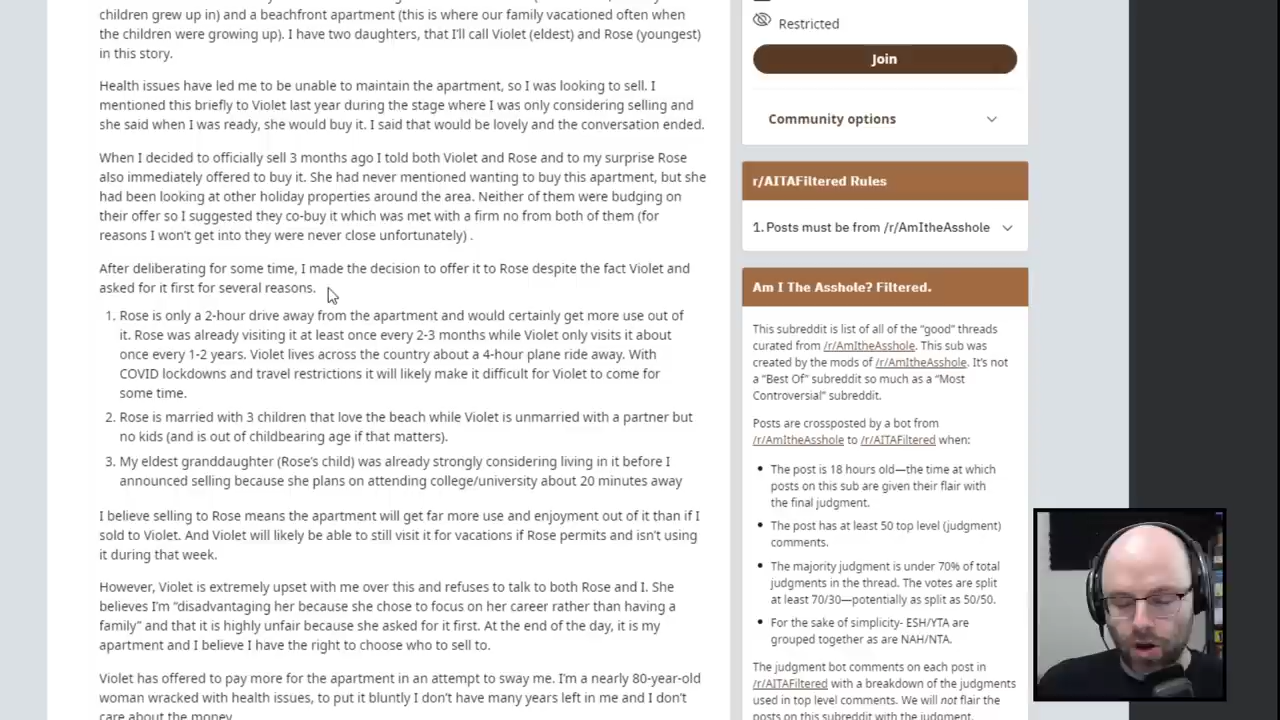 children grew up in) and a beachfront apartment (this is where our family vacationed often when
the children were growing up). I have two daughters, that I'll call Violet (eldest) and Rose (youngest)
in this story.
Health issues have led me to be unable to maintain the apartment, so I was looking to sell. I
mentioned this briefly to Violet last year during the stage where I was only considering selling and
she said when I was ready, she would buy it. I said that would be lovely and the conversation ended.
When I decided to officially sell 3 months ago I told both Violet and Rose and to my surprise Rose
also immediately offered to buy it. She had never mentioned wanting to buy this apartment, but she
had been looking at other holiday properties around the area. Neither of them were budging on
their offer so I suggested they co-buy it which was met with a firm no from both of them (for
reasons I won't get into they were never close unfortunately) .
After deliberating for some time, I made the decision to offer it to Rose despite the fact Violet and
asked for it first for several reasons.
1. Rose is only a 2-hour drive away from the apartment and would certainly get more use out of
it. Rose was already visiting it at least once every 2-3 months while Violet only visits it about
once every 1-2 years. Violet lives across the country about a 4-hour plane ride away. With
COVID lockdowns and travel restrictions it will likely make it difficult for Violet to come for
some time.
2. Rose is married with 3 children that love the beach while Violet is unmarried with a partner but
no kids (and is out of childbearing age if that matters).
3. My eldest granddaughter (Rose's child) was already strongly considering living in it before I
announced selling because she plans on attending college/university about 20 minutes away
I believe selling to Rose means the apartment will get far more use and enjoyment out of it than if I
sold to Violet. And Violet will likely be able to still visit it for vacations if Rose permits and isn't using
it during that week.
However, Violet is extremely upset with me over this and refuses to talk to both Rose and I. She
believes I'm "disadvantaging her because she chose to focus on her career rather than having a
family" and that it is highly unfair because she asked for it first. At the end of the day, it is my
apartment and I believe I have the right to choose who to sell to.
Violet has offered to pay more for the apartment in an attempt to sway me. I'm a nearly 80-year-old
woman wracked with health issues, to put it bluntly I don't have many years left in me and I don't
care about the money.
Restricted
Join
Community options
r/AITAFiltered Rules
1. Posts must be from /r/AmItheAsshole
Am I The Asshole? Filtered.
This subreddit is list of all of the "good" threads
curated from /r/AmItheAsshole. This sub was
created by the mods of /r/AmItheAsshole. It's not
a "Best Of" subreddit so much as a "Most
Controversial" subreddit.
Posts are crossposted by a bot from
/r/AmItheAsshole to /r/AITAFiltered when:
The post is 18 hours old—the time at which
posts on this sub are given their flair with
the final judgment.
The post has at least 50 top level (judgment)
comments.
The majority judgment is under 70% of total
judgments in the thread. The votes are split
at least 70/30—potentially as split as 50/50.
For the sake of simplicity- ESH/YTA are
grouped together as are NAH/NTA.
The judgment bot comments on each post in
/r/AITAFiltered with a breakdown of the judgments
used in top level comments. We will not flair the
posts on this subreddit with the judgment.